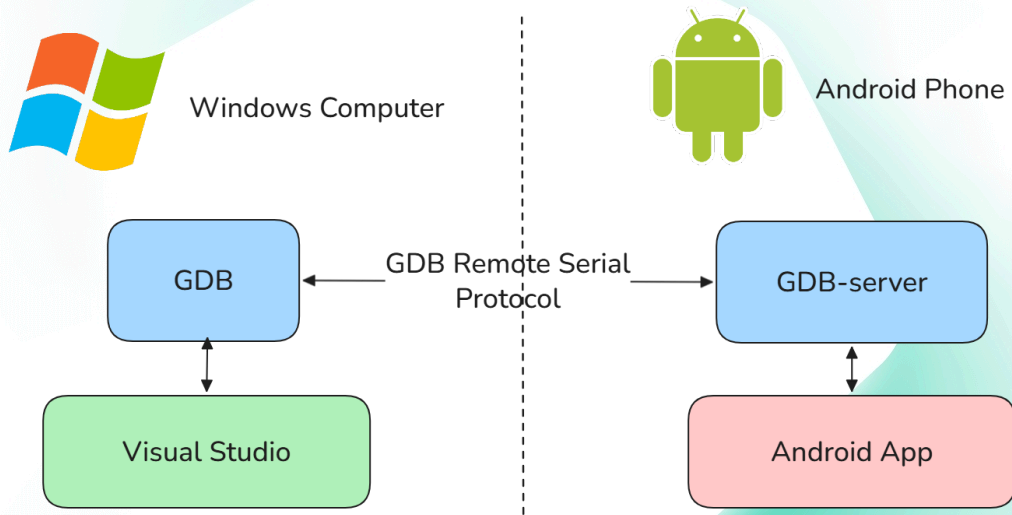 Windows Computer
Android Phone
GDB
GDB Remote Serial
Protocol
GDB-server
Visual Studio
Android App